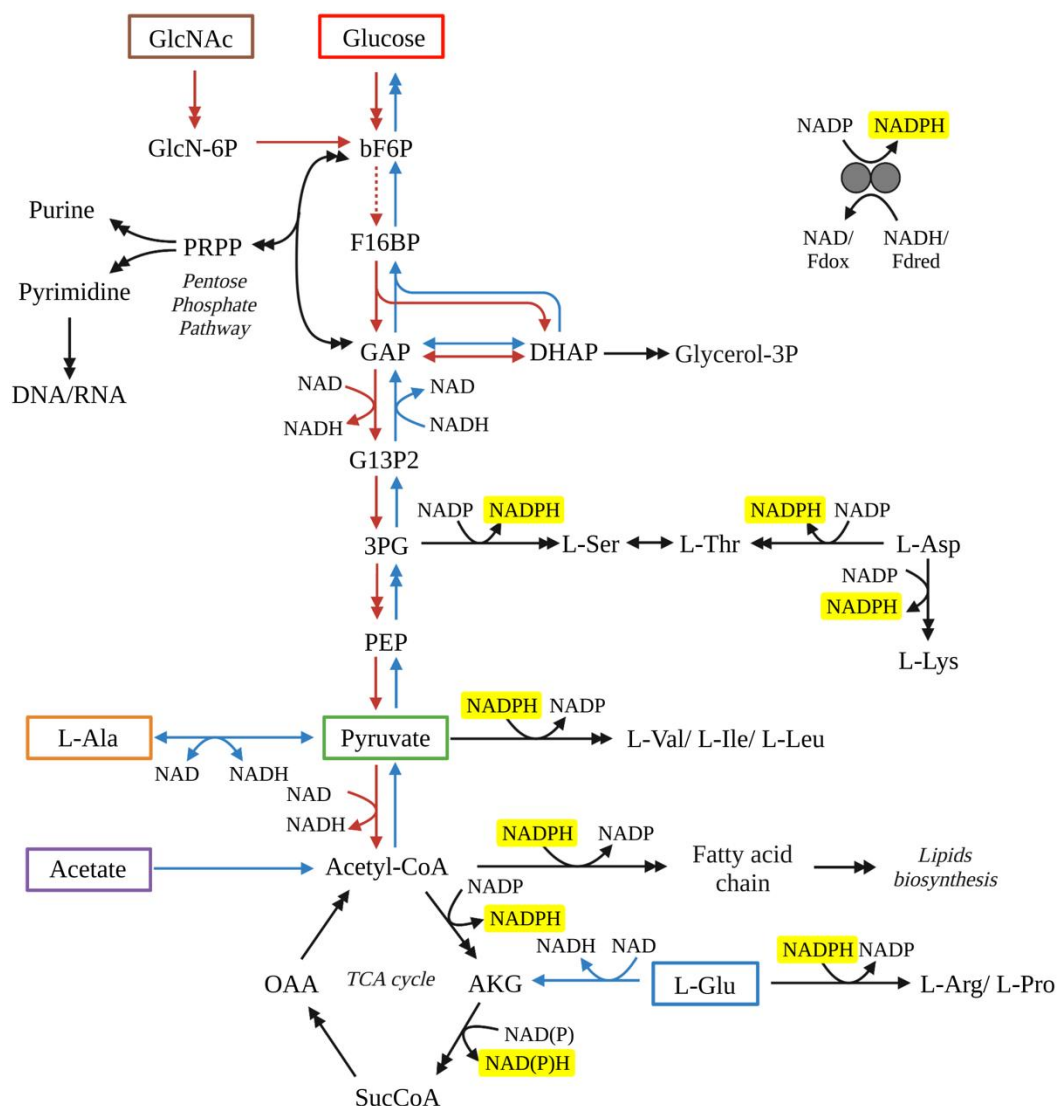 GlcNAc
Glucose
NADP
NADPH
GlcN-6P
bF6P
Purine
F16BP
NAD/
Fdox
NADH/
Fdred
PRPP
Pyrimidine
Pentose
Phosphate
Pathway
GAP
DHAP
Glycerol-3P
DNA/RNA
NAD
NADH
NAD
NADH
G13P2
NADP
NADPH
NADPH
NADP
3PG
L-Ser
L-Thr
L-Asp
NADP
NADPH
PEP
L-Lys
NADPH
NADP
L-Ala
Pyruvate
L-Val/ L-Ile/ L-Leu
NAD
NADH
NAD
NADH
NADPH
NADP
Acetate
Acetyl-CoA
Fatty acid
chain
Lipids
biosynthesis
NADP
NADPH
NADH
NAD
NADPH
NADP
OAA
TCA cycle
AKG
L-Glu
L-Arg/ L-Pro
NAD(P)
NAD(P)H
SucCoA